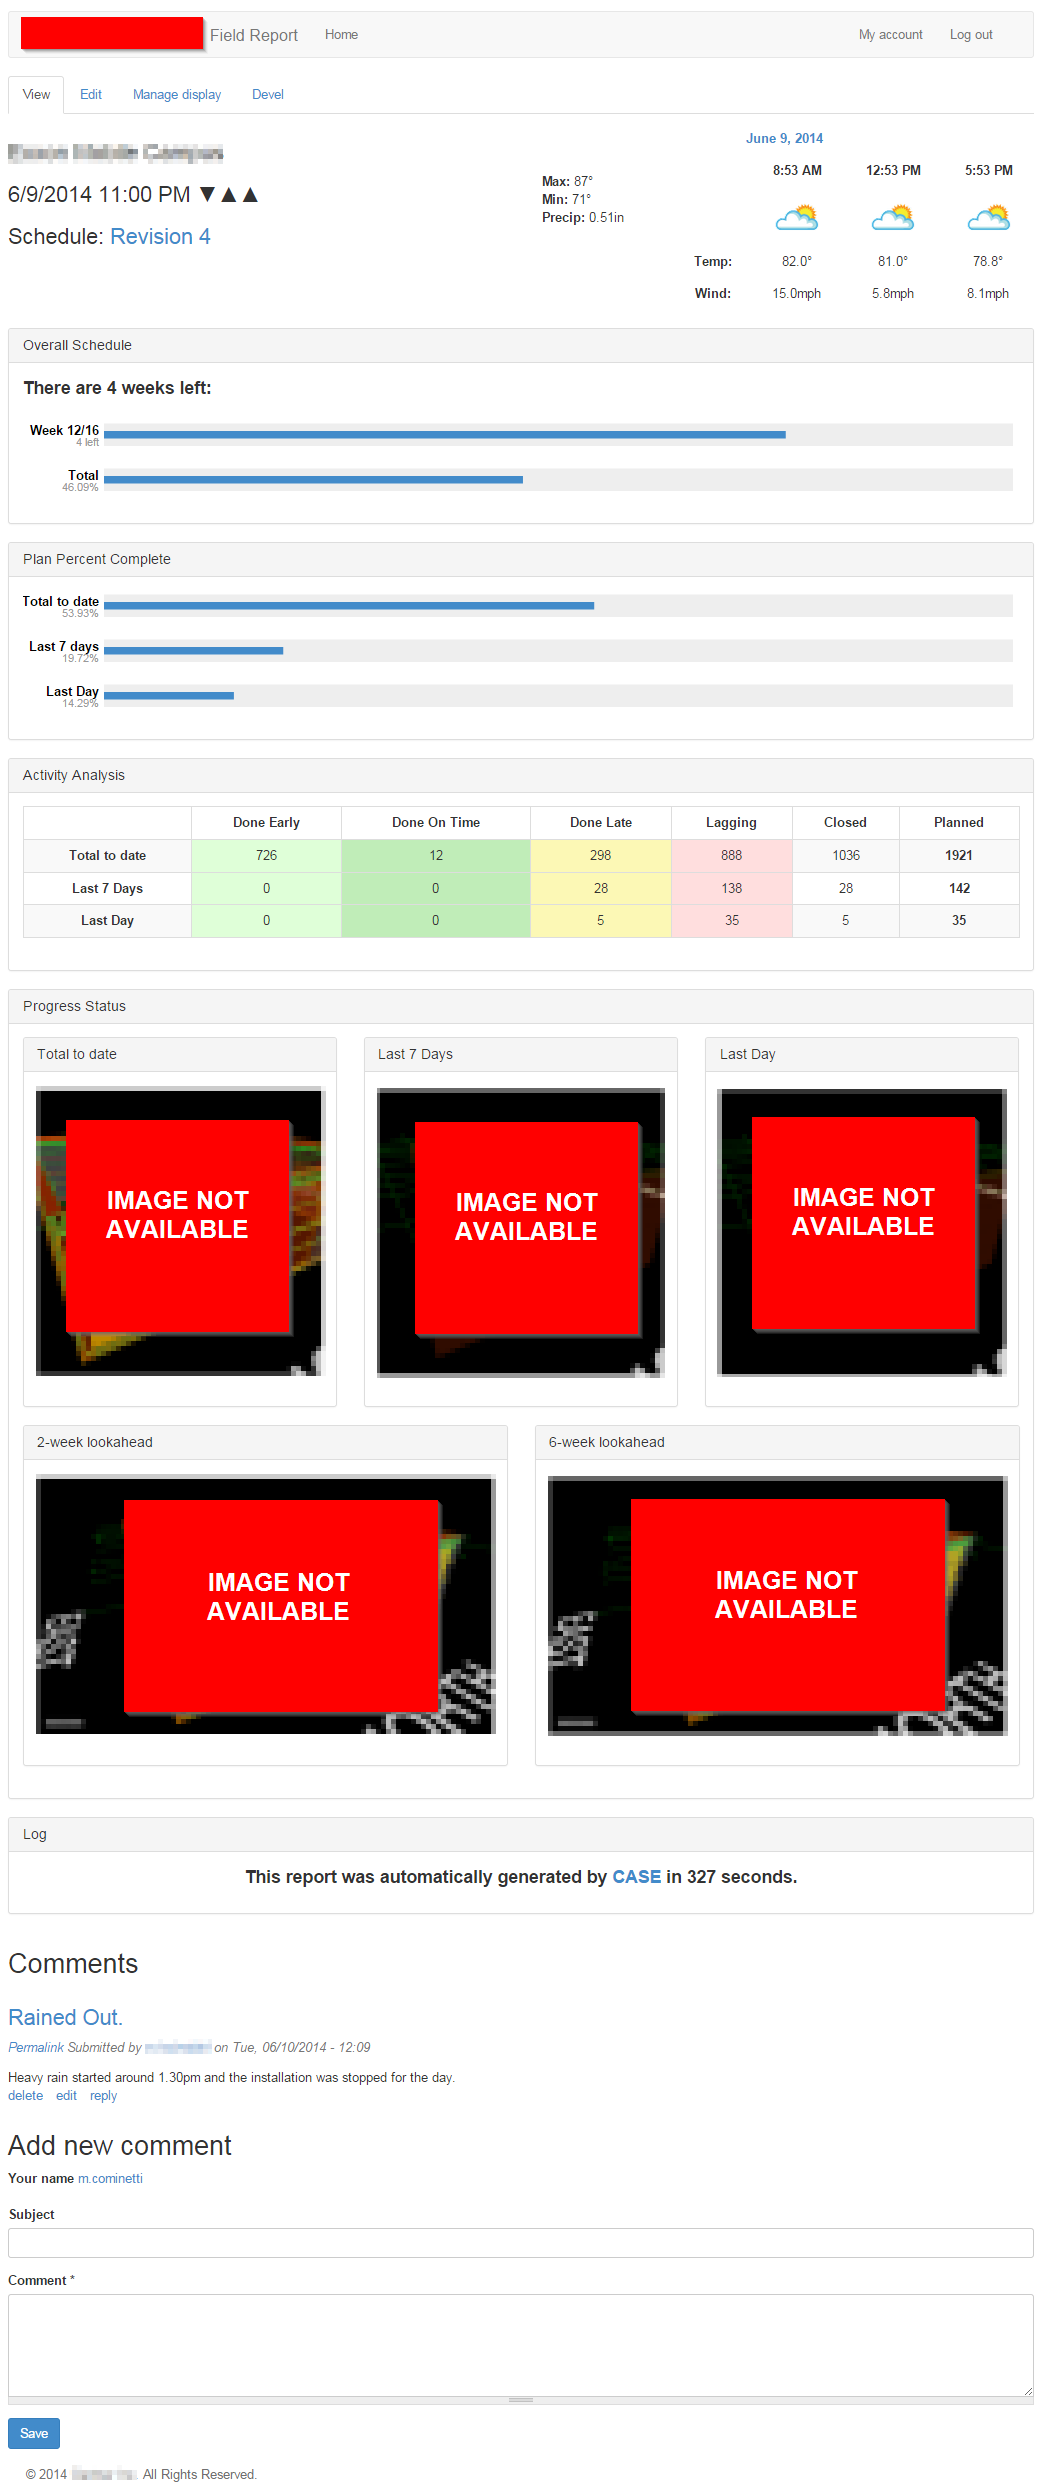 Field Report Home My account Log out
View Edit Manage display Devel
June 9, 2014
8:53 AM 12:53 PM 5:53 PM
6/9/2014 11:00 PM ▼▲▲
Max: 87°
Min: 71°
Precip: 0.51in
Schedule: Revision 4
Temp: 82.0° 81.0° 78.8°
Wind: 15.0mph 5.8mph 8.1mph
Overall Schedule
There are 4 weeks left:
Week 12/16
4 left
Total
46.09%
Plan Percent Complete
Total to date
53.93%
Last 7 days
19.72%
Last Day
14.29%
Activity Analysis
Done Early Done On Time Done Late Lagging Closed Planned
Total to date 726 12 298 888 1036 1921
Last 7 Days 0 0 28 138 28 142
Last Day 0 0 5 35 5 35
Progress Status
Total to date Last 7 Days Last Day
IMAGE NOT
AVAILABLE
IMAGE NOT
AVAILABLE
IMAGE NOT
AVAILABLE
2-week lookahead 6-week lookahead
IMAGE NOT
AVAILABLE
IMAGE NOT
AVAILABLE
Log
This report was automatically generated by CASE in 327 seconds.
Comments
Rained Out.
Permalink Submitted by on Tue, 06/10/2014 - 12:09
Heavy rain started around 1.30pm and the installation was stopped for the day.
delete edit reply
Add new comment
Your name m.cominetti
Subject
Comment *
Save
© 2014 All Rights Reserved.